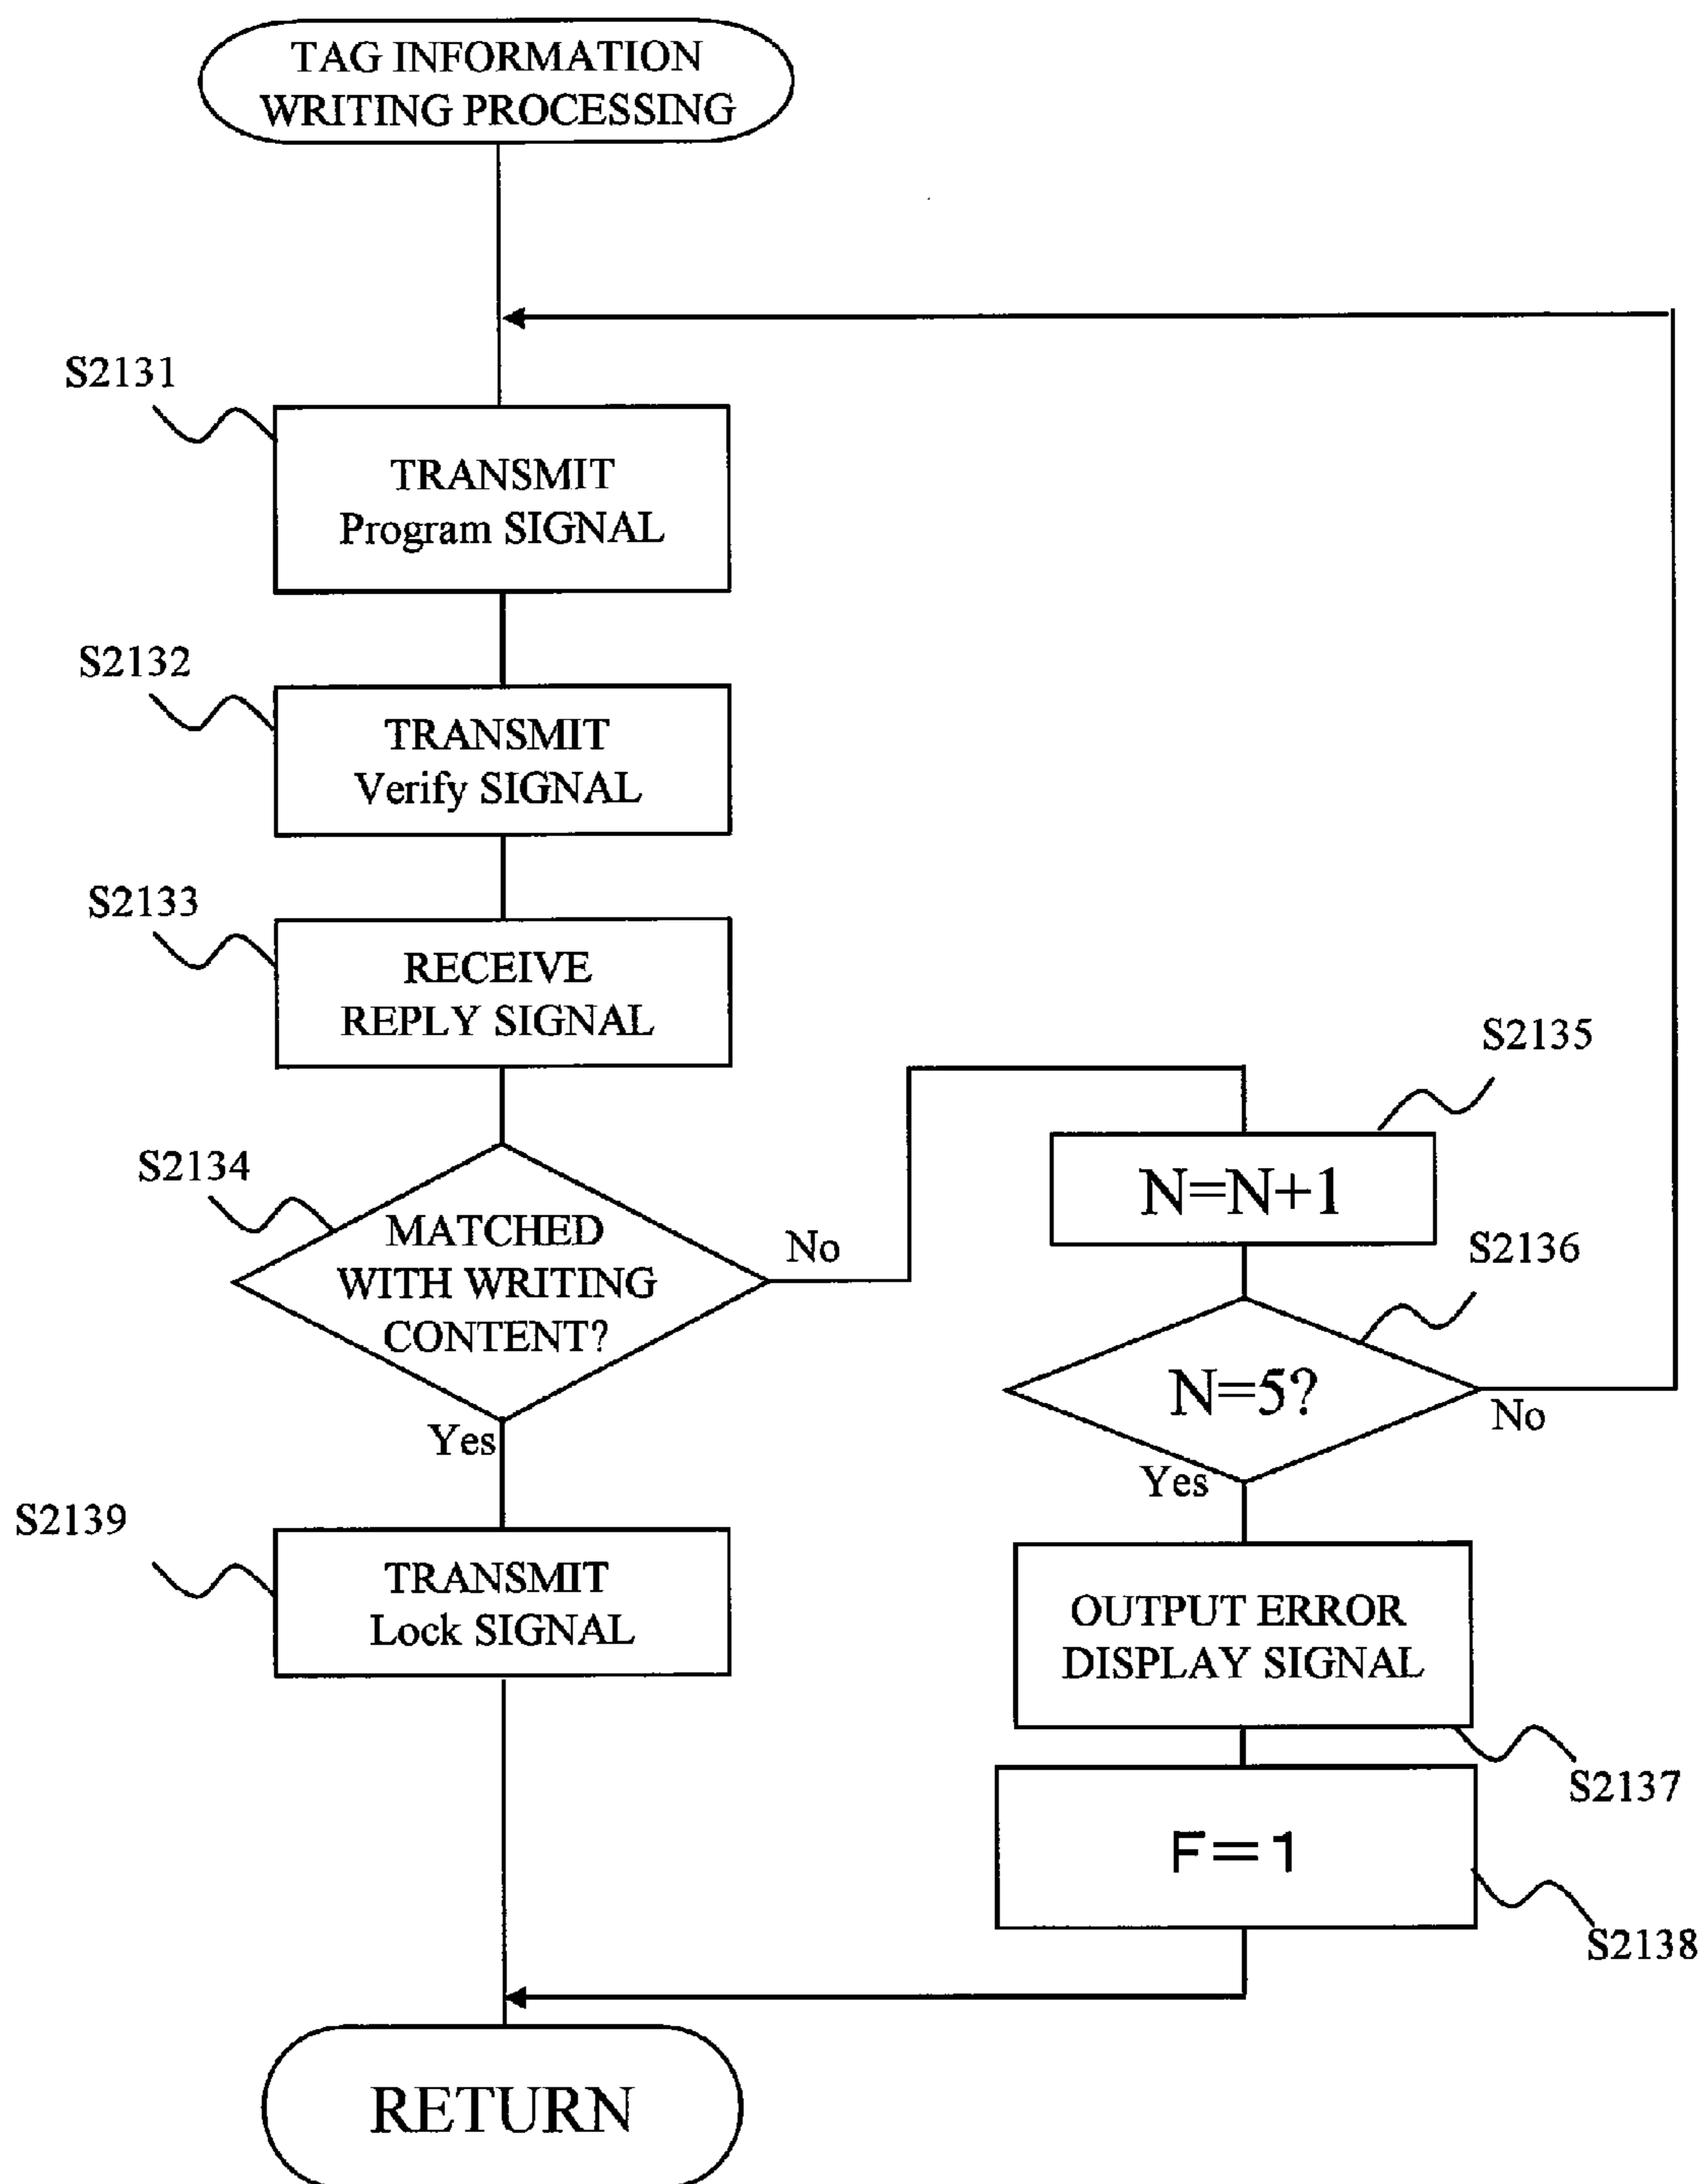 TAG INFORMATION
WRITING PROCESSING
S2131
TRANSMIT
Program SIGNAL
S2132
TRANSMIT
Verify SIGNAL
S2133
RECEIVE
REPLY SIGNAL
S2134
MATCHED
WITH WRITING
CONTENT?
No
Yes
S2135
N=N+1
S2136
N=5?
No
Yes
S2139
TRANSMIT
Lock SIGNAL
OUTPUT ERROR
DISPLAY SIGNAL
S2137
F=1
S2138
RETURN